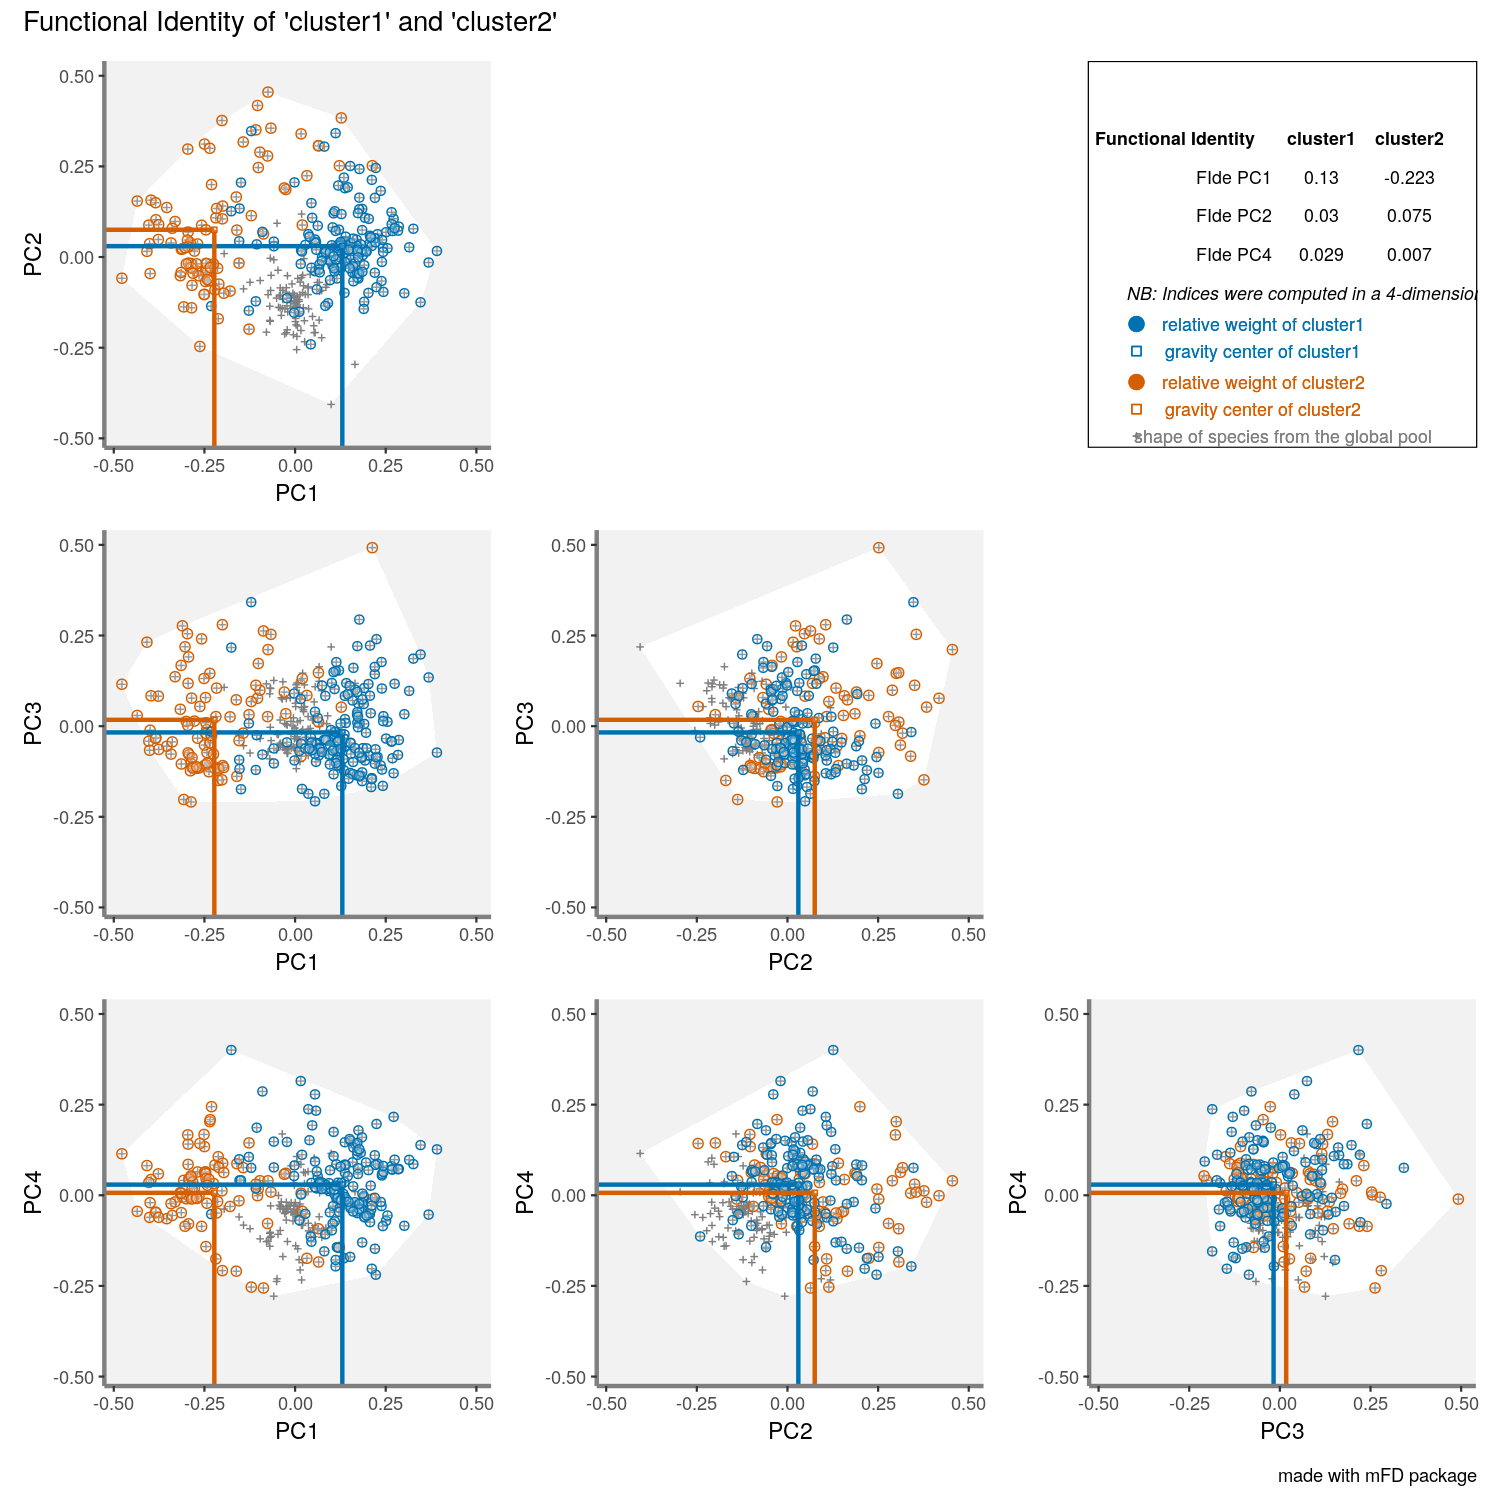 Functional Identity of 'cluster1' and 'cluster2'
0.50
0.25
0.00
-0.25
-0.50
PC2
-0.50 -0.25 0.00 0.25 0.50
PC1
Functional Identity cluster1 cluster2
FIde PC1 0.13 -0.223
FIde PC2 0.03 0.075
FIde PC4 0.029 0.007
NB: Indices were computed in a 4-dimension
relative weight of cluster1
gravity center of cluster1
relative weight of cluster2
gravity center of cluster2
shape of species from the global pool
0.50
0.25
0.00
-0.25
-0.50
PC3
-0.50 -0.25 0.00 0.25 0.50
PC1
0.50
0.25
0.00
-0.25
-0.50
PC3
-0.50 -0.25 0.00 0.25 0.50
PC2
0.50
0.25
0.00
-0.25
-0.50
PC4
-0.50 -0.25 0.00 0.25 0.50
PC1
0.50
0.25
0.00
-0.25
-0.50
PC4
-0.50 -0.25 0.00 0.25 0.50
PC2
0.50
0.25
0.00
-0.25
-0.50
PC4
-0.50 -0.25 0.00 0.25 0.50
PC3
made with mFD package